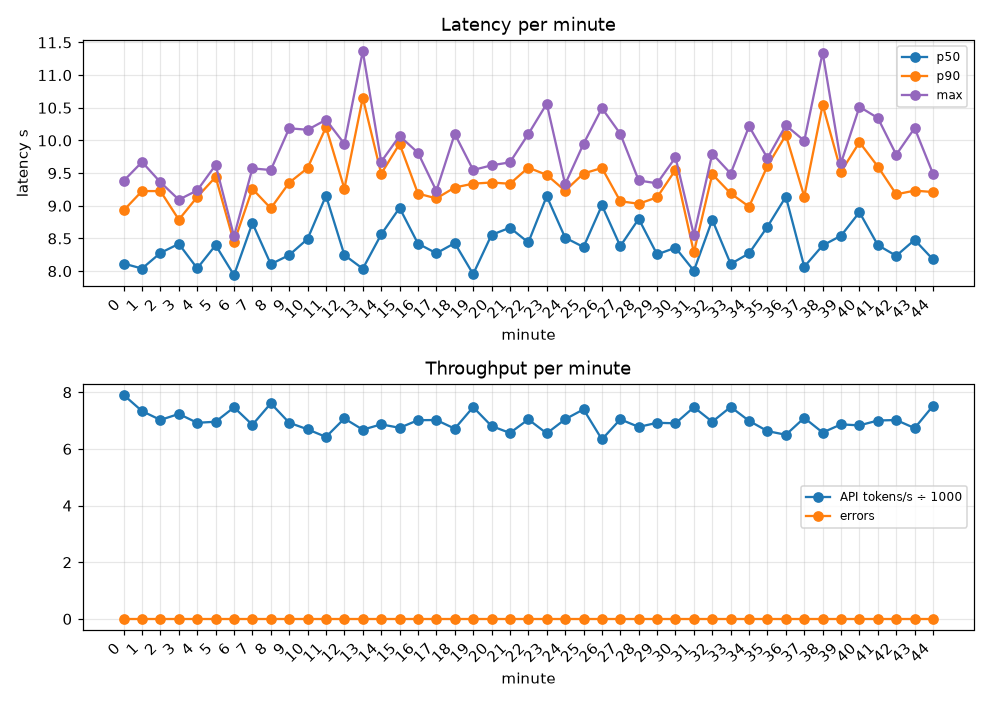 Latency per minute
11.5
11.0
10.5
10.0
9.5
9.0
8.5
8.0
latency s
p50
p90
max
0 1 2 3 4 5 6 7 8 9 10 11 12 13 14 15 16 17 18 19 20 21 22 23 24 25 26 27 28 29 30 31 32 33 34 35 36 37 38 39 40 41 42 43 44
minute
Throughput per minute
8
6
4
2
0
API tokens/s ÷ 1000
errors
0 1 2 3 4 5 6 7 8 9 10 11 12 13 14 15 16 17 18 19 20 21 22 23 24 25 26 27 28 29 30 31 32 33 34 35 36 37 38 39 40 41 42 43 44
minute